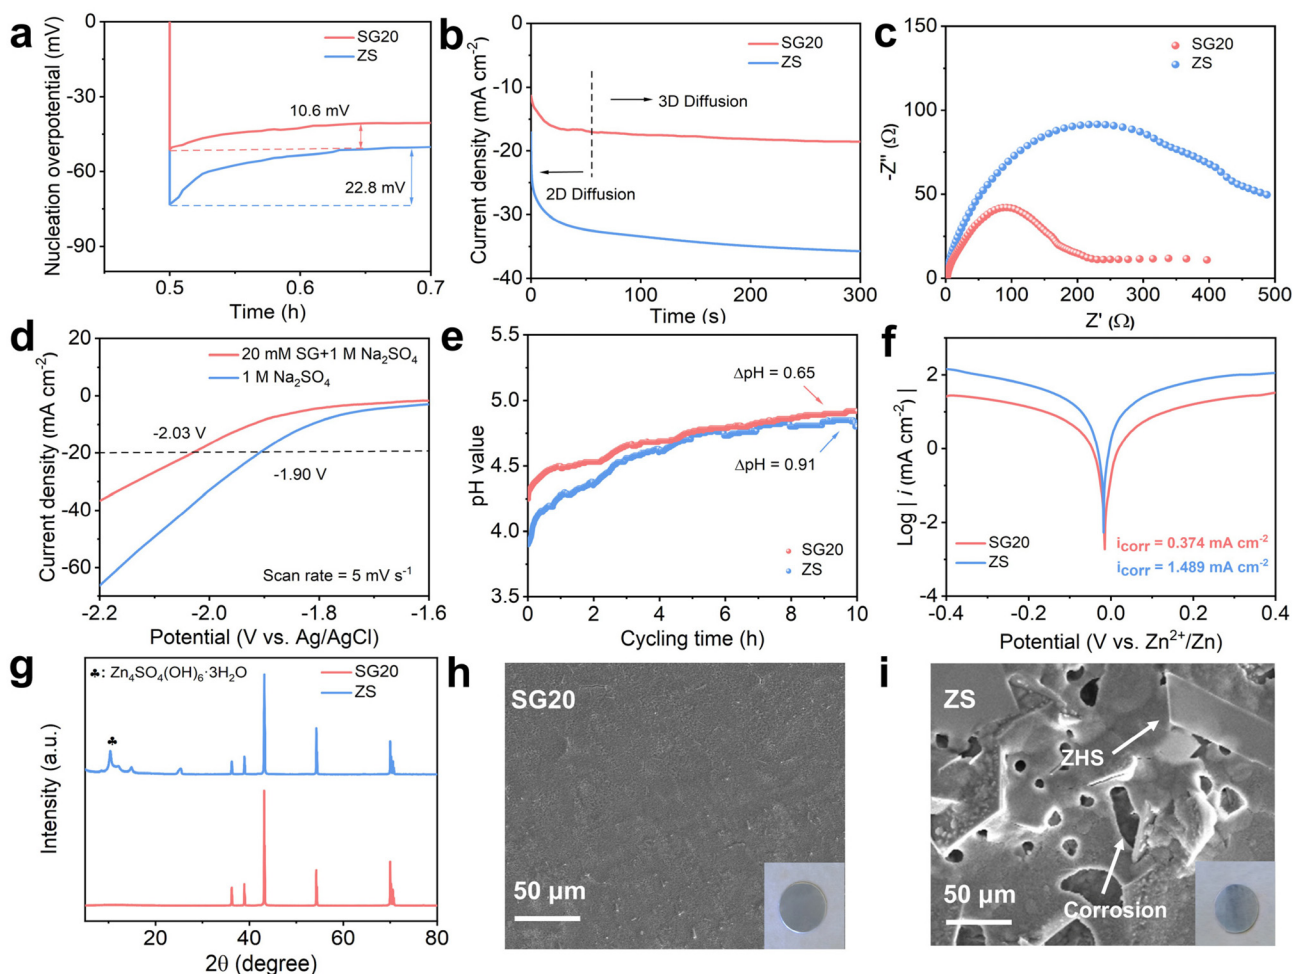 a
Nucleation overpotential (mV)
0
-30
-60
-90
SG20
ZS
10.6 mV
22.8 mV
0.5
0.6
0.7
Time (h)
b
Current density (mA cm⁻²)
0
-10
-20
-30
-40
SG20
ZS
3D Diffusion
2D Diffusion
0
100
200
300
Time (s)
c
-Z'' (Ω)
150
100
50
0
SG20
ZS
0
100
200
300
400
500
Z' (Ω)
d
Current density (mA cm⁻²)
20
0
-20
-40
-60
20 mM SG+1 M Na₂SO₄
1 M Na₂SO₄
-2.03 V
-1.90 V
Scan rate = 5 mV s⁻¹
-2.2
-2.0
-1.8
-1.6
Potential (V vs. Ag/AgCl)
e
pH value
5.5
5.0
4.5
4.0
3.5
ΔpH = 0.65
ΔpH = 0.91
SG20
ZS
0
2
4
6
8
10
Cycling time (h)
f
Log | i (mA cm⁻²) |
2
0
-2
-4
SG20
ZS
i_corr = 0.374 mA cm⁻²
i_corr = 1.489 mA cm⁻²
-0.4
-0.2
0.0
0.2
0.4
Potential (V vs. Zn²⁺/Zn)
g
Intensity (a.u.)
♣: Zn₄SO₄(OH)₆·3H₂O
SG20
ZS
♣
20
40
60
80
2θ (degree)
h
SG20
50 μm
i
ZS
ZHS
50 μm
Corrosion